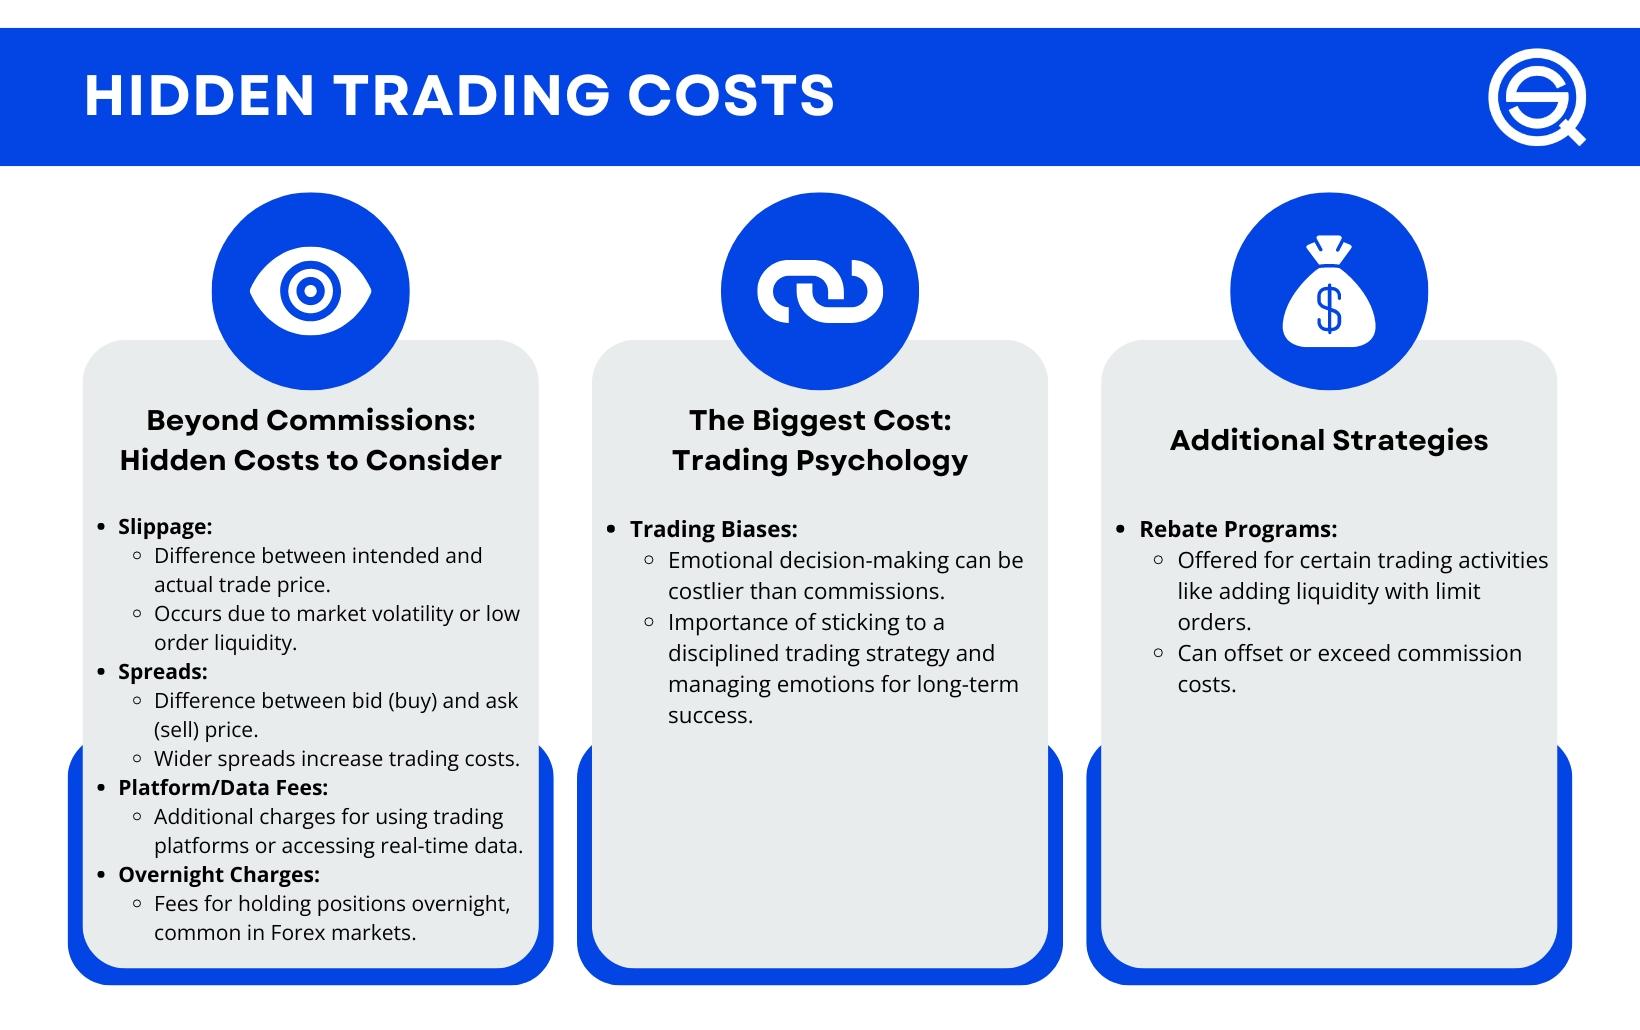 HIDDEN TRADING COSTS
Beyond Commissions:
Hidden Costs to Consider
• Slippage:
◦ Difference between intended and
actual trade price.
◦ Occurs due to market volatility or low
order liquidity.
• Spreads:
◦ Difference between bid (buy) and ask
(sell) price.
◦ Wider spreads increase trading costs.
• Platform/Data Fees:
◦ Additional charges for using trading
platforms or accessing real-time data.
• Overnight Charges:
◦ Fees for holding positions overnight,
common in Forex markets.
The Biggest Cost:
Trading Psychology
• Trading Biases:
◦ Emotional decision-making can be
costlier than commissions.
◦ Importance of sticking to a
disciplined trading strategy and
managing emotions for long-term
success.
$
Additional Strategies
• Rebate Programs:
◦ Offered for certain trading activities
like adding liquidity with limit
orders.
◦ Can offset or exceed commission
costs.